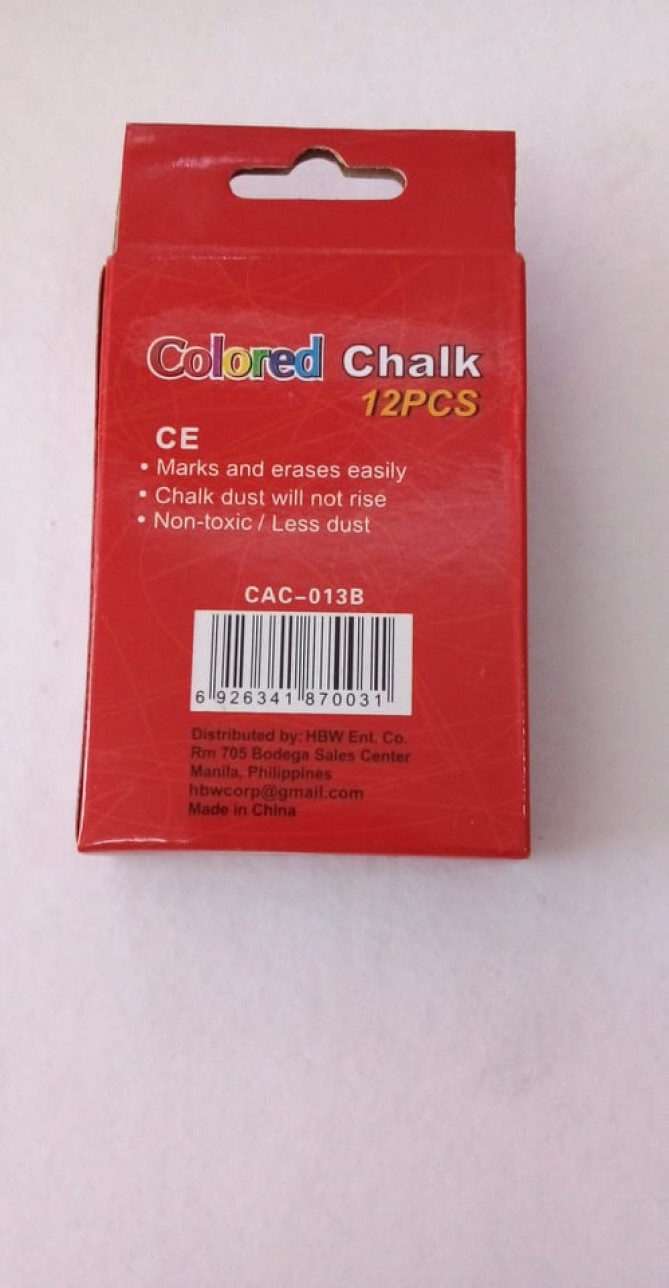 Colored Chalk
12PCS
CE
• Marks and erases easily
• Chalk dust will not rise
• Non-toxic / Less dust
CAC-013B
6 926341 870031
Distributed by: HBW Ent. Co.
Rm 705 Bodega Sales Center
Manila, Philippines
hbwcorp@gmail.com
Made in China